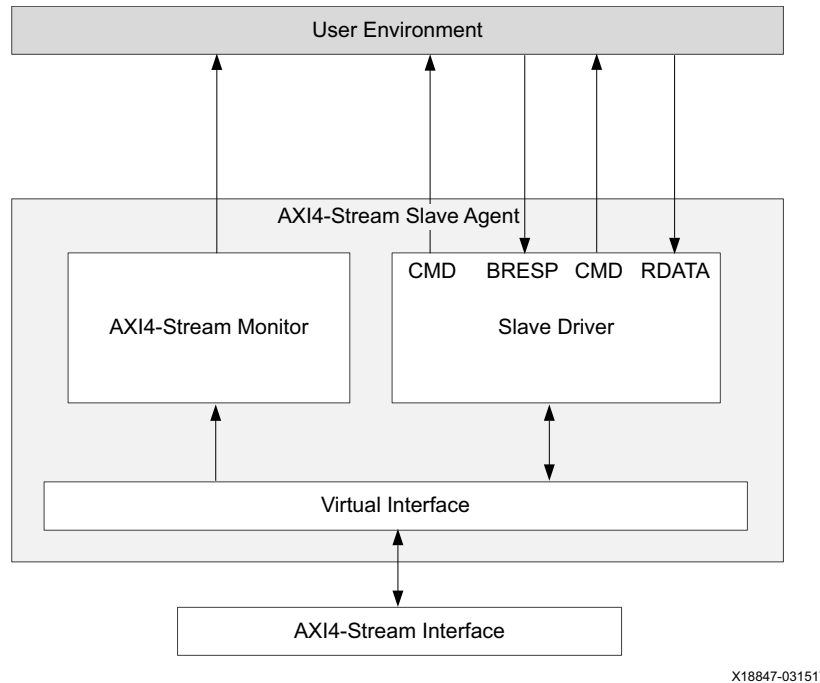 User Environment
AXI4-Stream Slave Agent
CMD BRESP CMD RDATA
AXI4-Stream Monitor
Slave Driver
Virtual Interface
AXI4-Stream Interface
X18847-03151